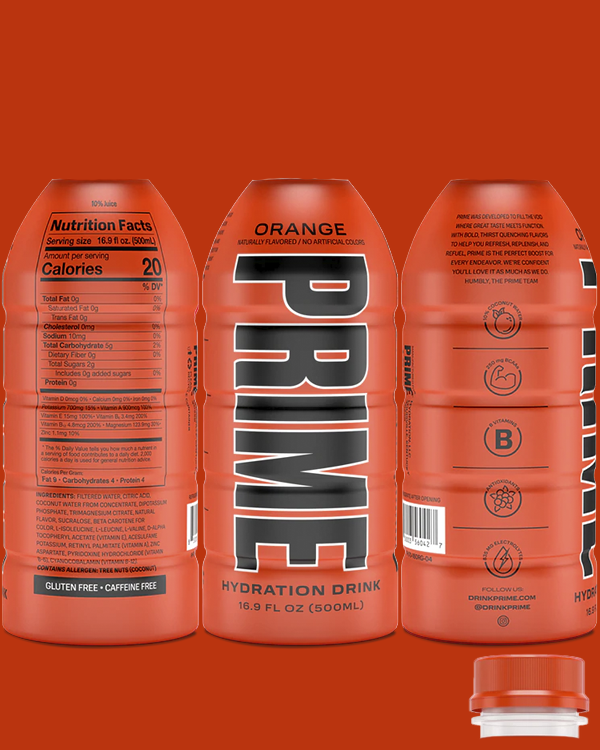 10% Juice
Nutrition Facts
Serving size 16.9 fl oz. (500mL)
Amount per serving
Calories 20
% DV*
Total Fat 0g 0%
Saturated Fat 0g 0%
Trans Fat 0g
Cholesterol 0mg 0%
Sodium 10mg 0%
Total Carbohydrate 5g 2%
Dietary Fiber 0g 0%
Total Sugars 2g
Includes 0g added sugars 0%
Protein 0g
Vitamin D 0mcg 0% • Calcium 0mg 0% • Iron 0mg 0%
Potassium 700mg 15% • Vitamin A 900mcg 100%
Vitamin E 15mg 100% • Vitamin B₆ 3.4mg 200%
Vitamin B₁₂ 4.8mcg 200% • Magnesium 30%
Zinc 1.1mg 10%
* The % Daily Value tells you how much a nutrient in
a serving of food contributes to a daily diet. 2,000
calories a day is used for general nutrition advice.
Calories Per Gram:
Fat 9 • Carbohydrates 4 • Protein 4
INGREDIENTS: FILTERED WATER, CITRIC ACID,
COCONUT WATER FROM CONCENTRATE, DIPOTASSIUM
PHOSPHATE, TRIMAGNESIUM CITRATE, NATURAL
FLAVOR, SUCRALOSE, BETA CAROTENE FOR
COLOR, L-ISOLEUCINE, L-LEUCINE, L-VALINE, D-ALPHA
TOCOPHERYL ACETATE (VITAMIN E), ACESULFAME
POTASSIUM, RETINYL PALMITATE (VITAMIN A), ZINC
ASPARTATE, PYRIDOXINE HYDROCHLORIDE (VITAMIN
B-6), CYANOCOBALAMIN (VITAMIN B-12)
CONTAINS ALLERGEN: TREE NUTS (COCONUT).
GLUTEN FREE • CAFFEINE FREE
ORANGE
NATURALLY FLAVORED / NO ARTIFICIAL COLORS
PRIME
HYDRATION DRINK
16.9 FL OZ (500ML)
PRIME WAS DEVELOPED TO FILL THE VOID
WHERE GREAT TASTE MEETS FUNCTION.
WITH BOLD, THIRST QUENCHING FLAVORS
TO HELP YOU REFRESH, REPLENISH, AND
REFUEL, PRIME IS THE PERFECT BOOST FOR
EVERY ENDEAVOR. WE'RE CONFIDENT
YOU'LL LOVE IT AS MUCH AS WE DO.
HUMBLY, THE PRIME TEAM
10% COCONUT WATER
250 mg BCAAs
B VITAMINS
B
ANTIOXIDANTS
ELECTROLYTES
FOLLOW US:
DRINKPRIME.COM
@DRINKPRIME
PRIME
AFTER OPENING
56042 7